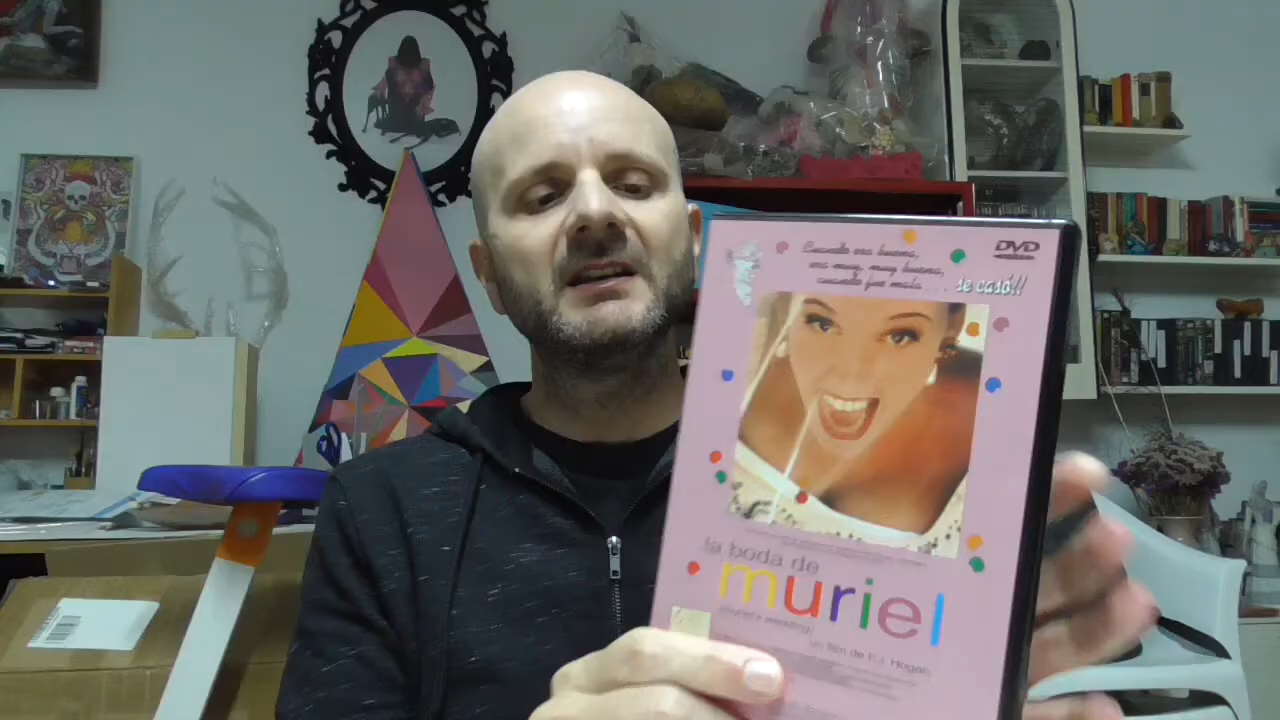 DVD
Cuando era buena,
era muy, muy buena,
cuando fue mala... se casó!!
la boda de
muriel
(muriel's wedding)
un film de P.J. Hogan